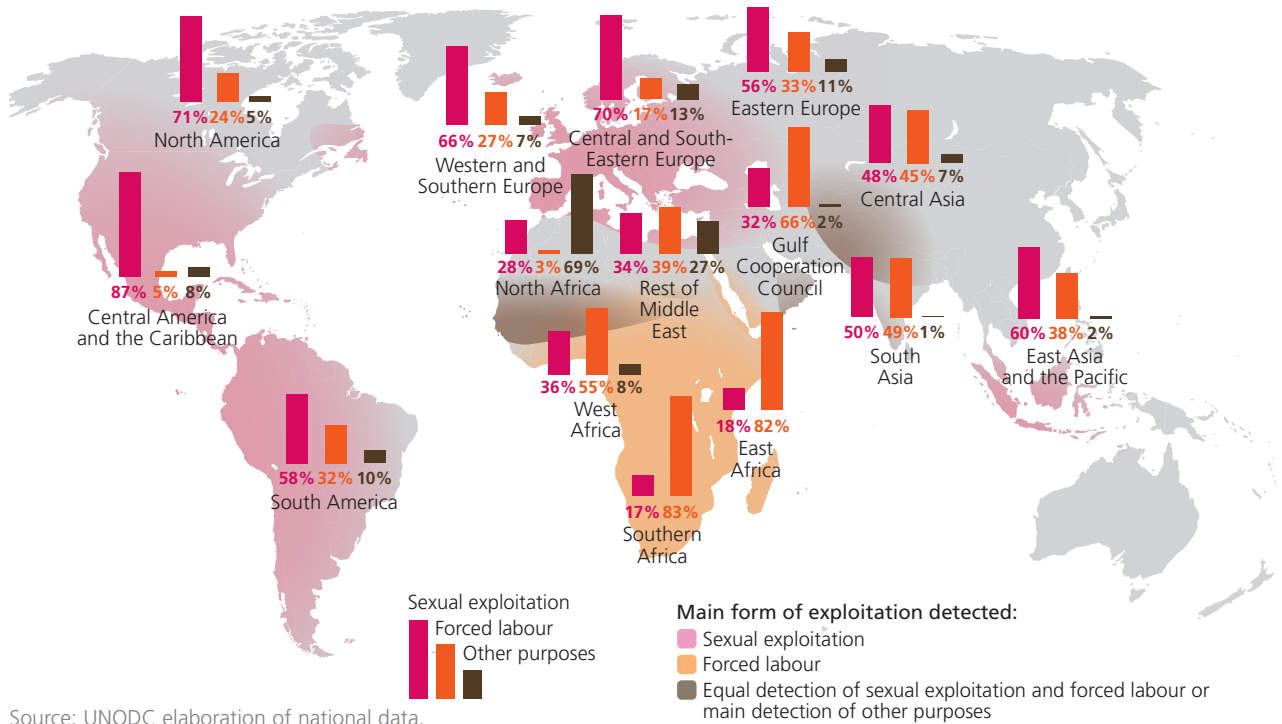 71% 24% 5%
North America
66% 27% 7%
Western and
Southern Europe
70% 17% 13%
Central and South-
Eastern Europe
56% 33% 11%
Eastern Europe
48% 45% 7%
Central Asia
87% 5% 8%
Central America
and the Caribbean
28% 3% 69%
North Africa
34% 39% 27%
Rest of
Middle
East
32% 66% 2%
Gulf
Cooperation
Council
50% 49% 1%
South
Asia
60% 38% 2%
East Asia
and the Pacific
36% 55% 8%
West
Africa
18% 82%
East
Africa
58% 32% 10%
South America
17% 83%
Southern
Africa
Sexual exploitation
Forced labour
Other purposes
Main form of exploitation detected:
Sexual exploitation
Forced labour
Equal detection of sexual exploitation and forced labour or
main detection of other purposes
Source: UNODC elaboration of national data.